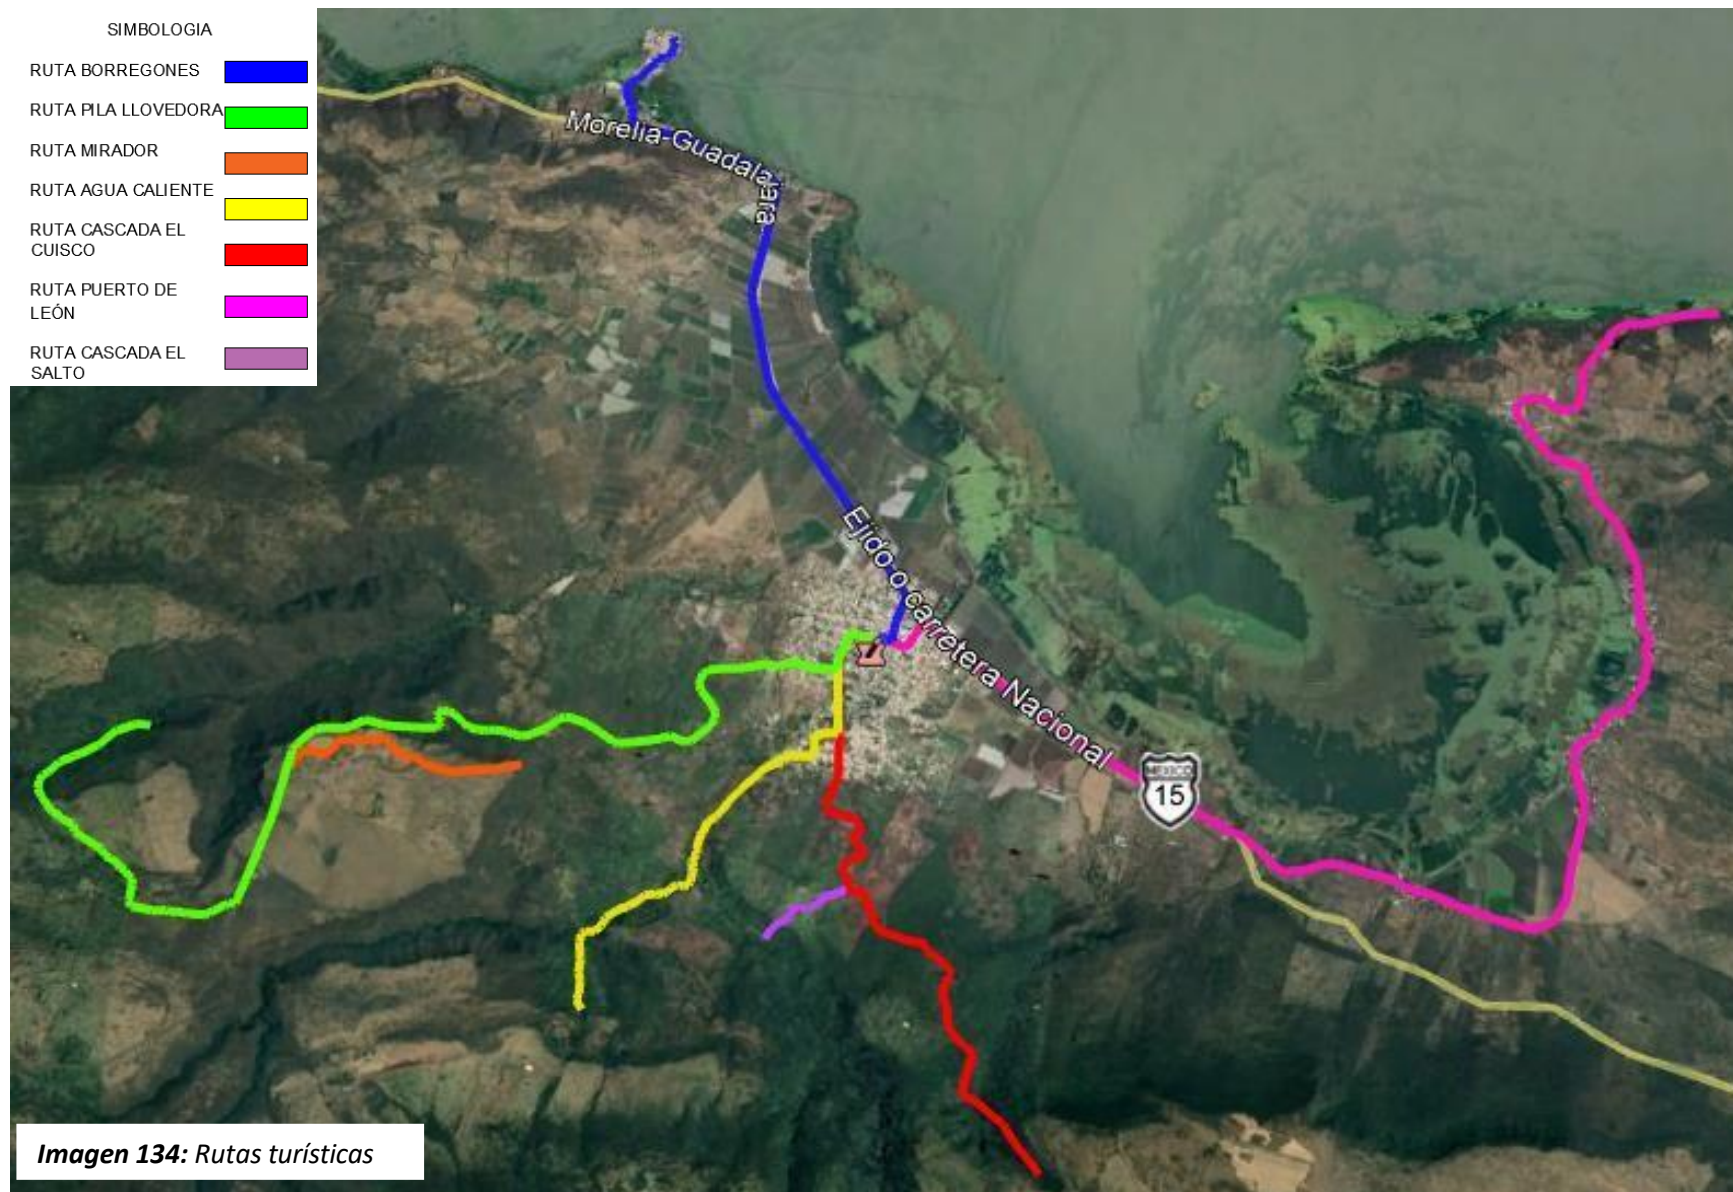 SIMBOLOGIA
RUTA BORREGONES
RUTA PILA LLOVEDORA
RUTA MIRADOR
RUTA AGUA CALIENTE
RUTA CASCADA EL
CUISCO
RUTA PUERTO DE
LEÓN
RUTA CASCADA EL
SALTO
Morelia-Guadalajara
Ejido o carretera Nacional
MEXICO
15
Imagen 134: Rutas turísticas